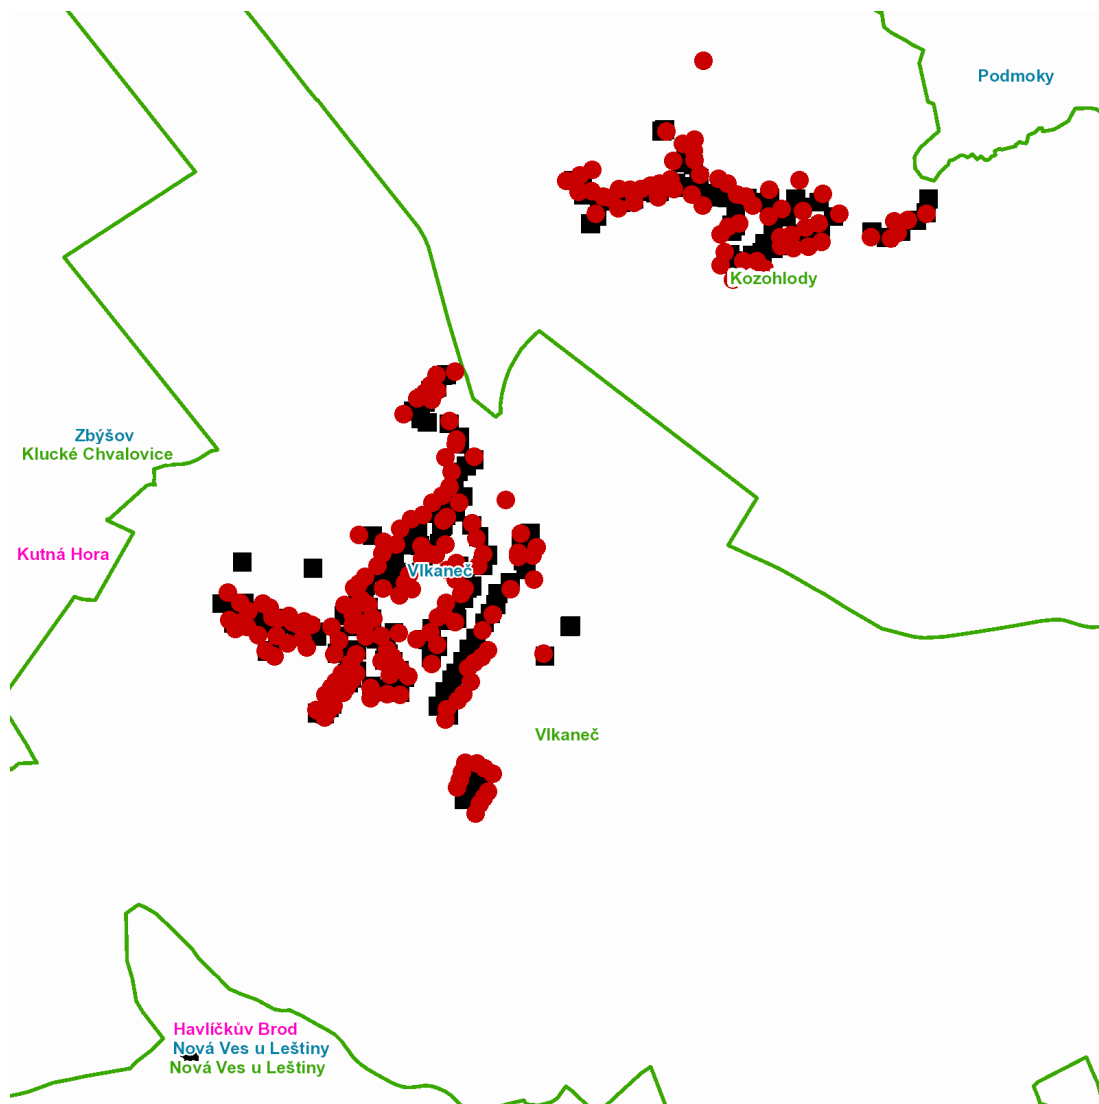 Podmoky
Kozohlody
Zbýšov
Klucké Chvalovice
Kutná Hora
Vlkaneč
Vlkaneč
Havlíčkův Brod
Nová Ves u Leštiny
Nová Ves u Leštiny